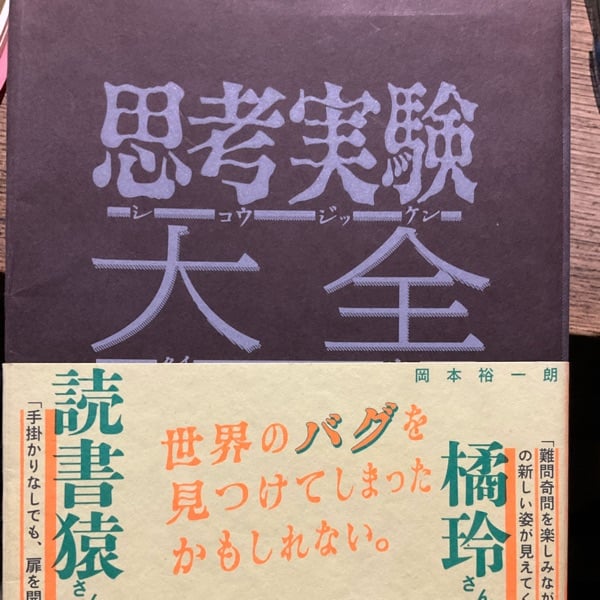 思考実験
シコウジッケン
大全
タイ
岡本裕一朗
世界のバグを
見つけてしまった
かもしれない。
橘玲さん
「難問奇問を楽しみなが
の新しい姿が見えてく
読書猿さん
「手掛かりなしでも、扉を開